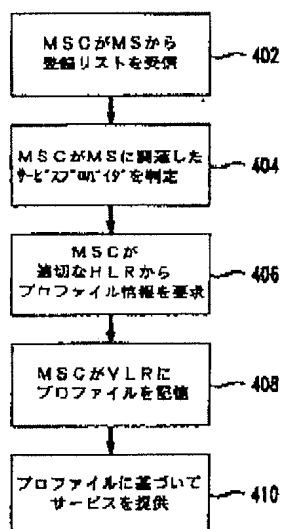 MSCがMSから
登録リストを受信
402
MSCがMSに関連した
サービスプロバイダを判定
404
MSCが
適切なHLRから
プロファイル情報を要求
406
MSCがVLRに
プロファイルを記憶
408
プロファイルに基づいて
サービスを提供
410